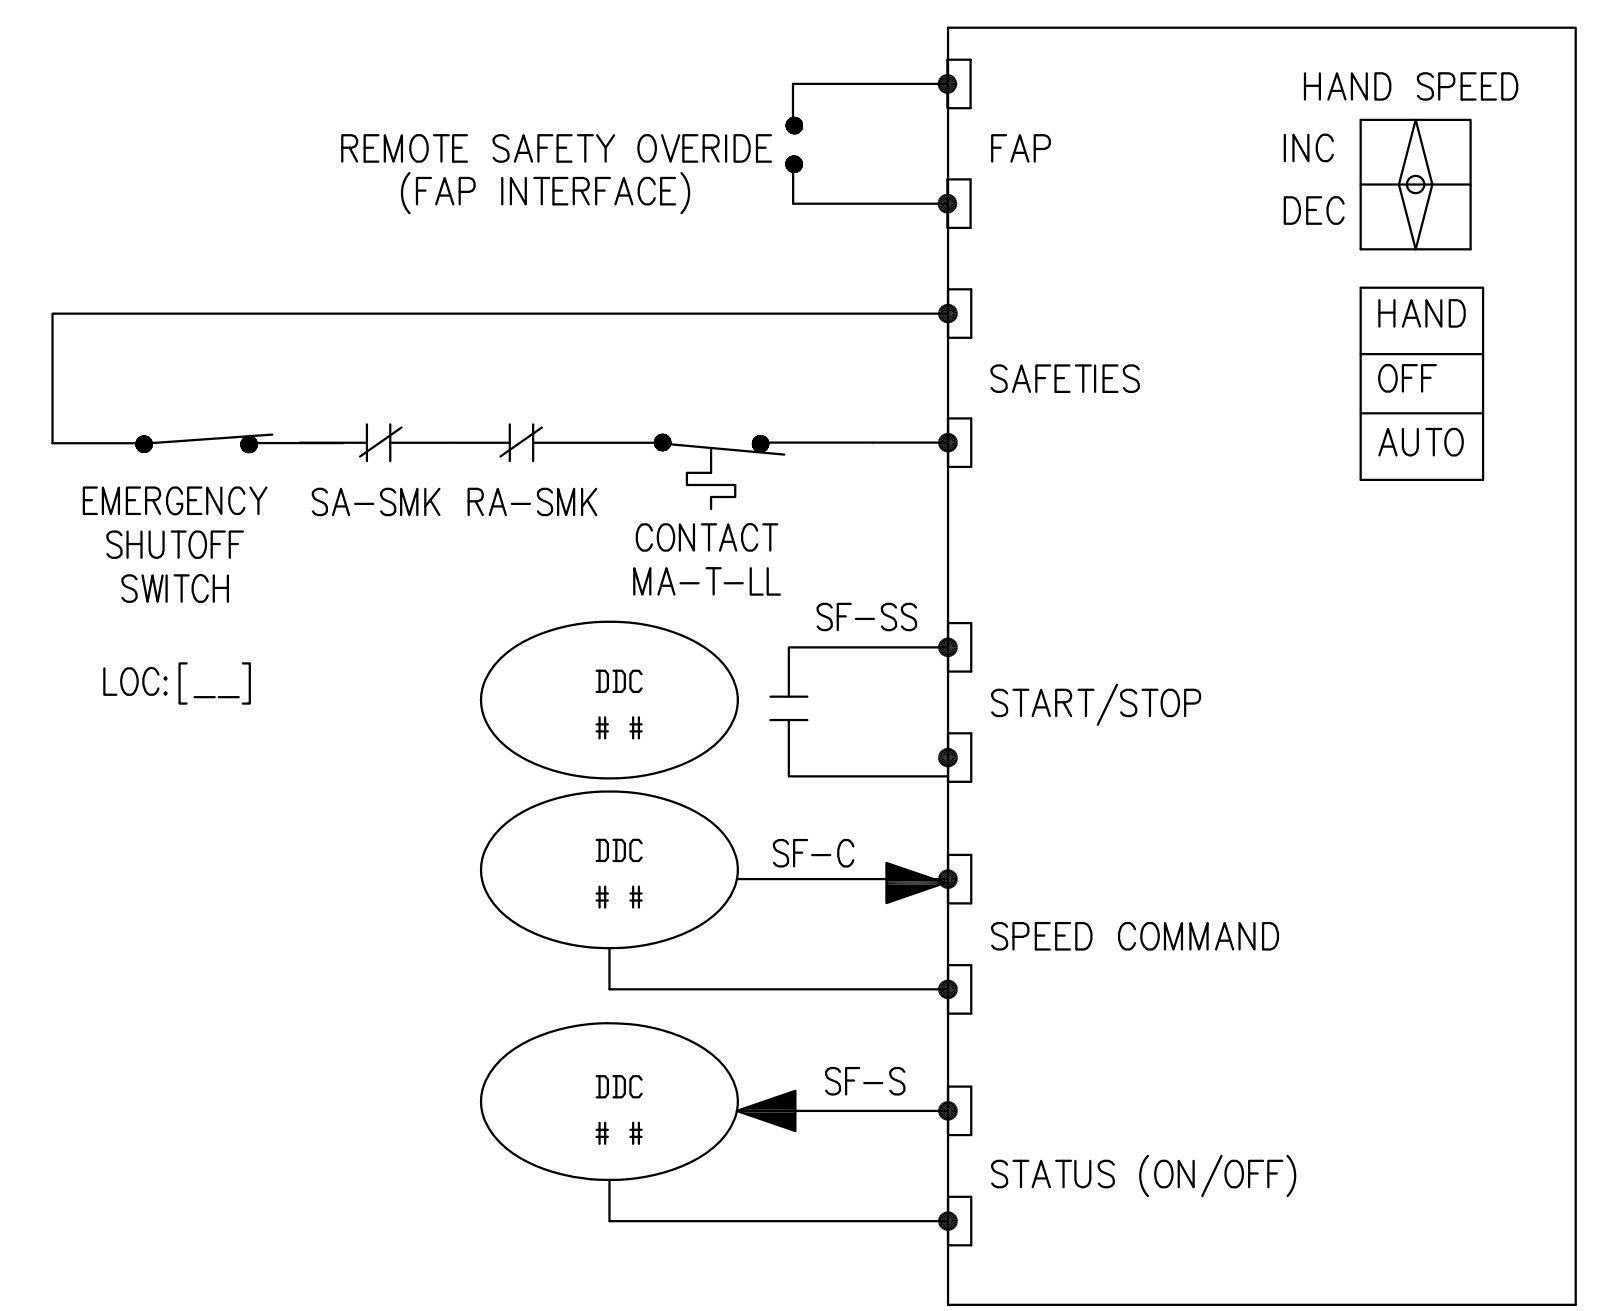 HAND SPEED
INC
DEC
REMOTE SAFETY OVERIDE
(FAP INTERFACE)
FAP
HAND
OFF
AUTO
SAFETIES
EMERGENCY
SHUTOFF
SWITCH
LOC:[__]
SA-SMK
RA-SMK
CONTACT
MA-T-LL
SF-SS
DDC
# #
START/STOP
DDC
# #
SF-C
SPEED COMMAND
DDC
# #
SF-S
STATUS (ON/OFF)